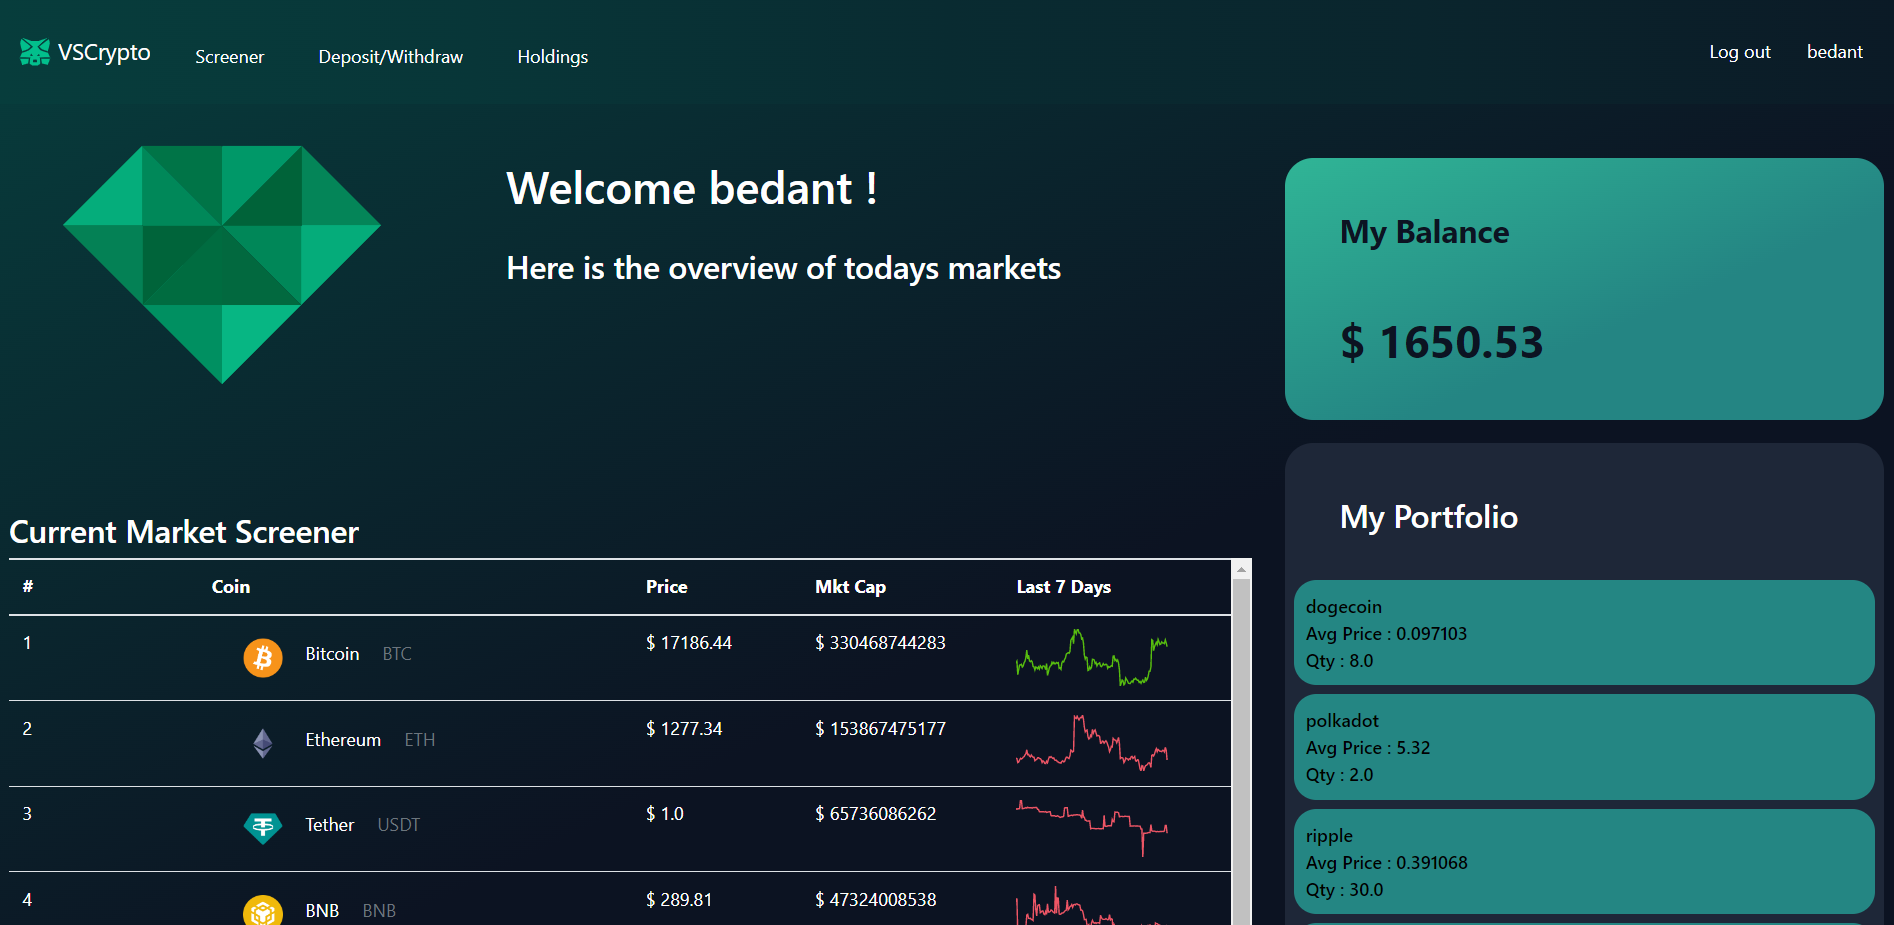 VSCrypto Screener Deposit/Withdraw Holdings Log out bedant
Welcome bedant !
Here is the overview of todays markets
My Balance
$ 1650.53
Current Market Screener
# Coin Price Mkt Cap Last 7 Days
1 Bitcoin BTC $ 17186.44 $ 330468744283
2 Ethereum ETH $ 1277.34 $ 153867475177
3 Tether USDT $ 1.0 $ 65736086262
4 BNB BNB $ 289.81 $ 47324008538
My Portfolio
dogecoin
Avg Price : 0.097103
Qty : 8.0
polkadot
Avg Price : 5.32
Qty : 2.0
ripple
Avg Price : 0.391068
Qty : 30.0